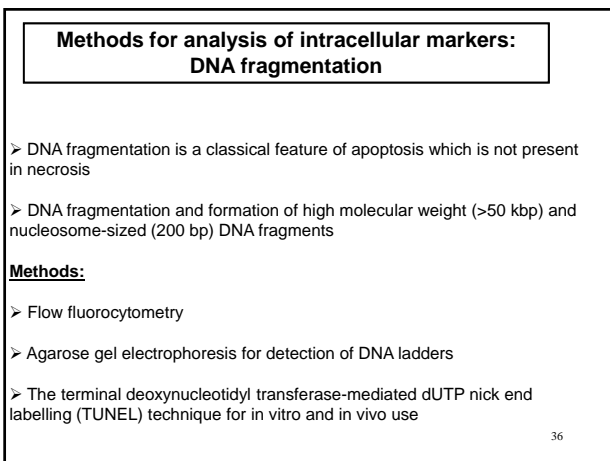 Methods for analysis of intracellular markers:
DNA fragmentation
➢ DNA fragmentation is a classical feature of apoptosis which is not present
in necrosis
➢ DNA fragmentation and formation of high molecular weight (>50 kbp) and
nucleosome-sized (200 bp) DNA fragments
Methods:
➢ Flow fluorocytometry
➢ Agarose gel electrophoresis for detection of DNA ladders
➢ The terminal deoxynucleotidyl transferase-mediated dUTP nick end
labelling (TUNEL) technique for in vitro and in vivo use
36